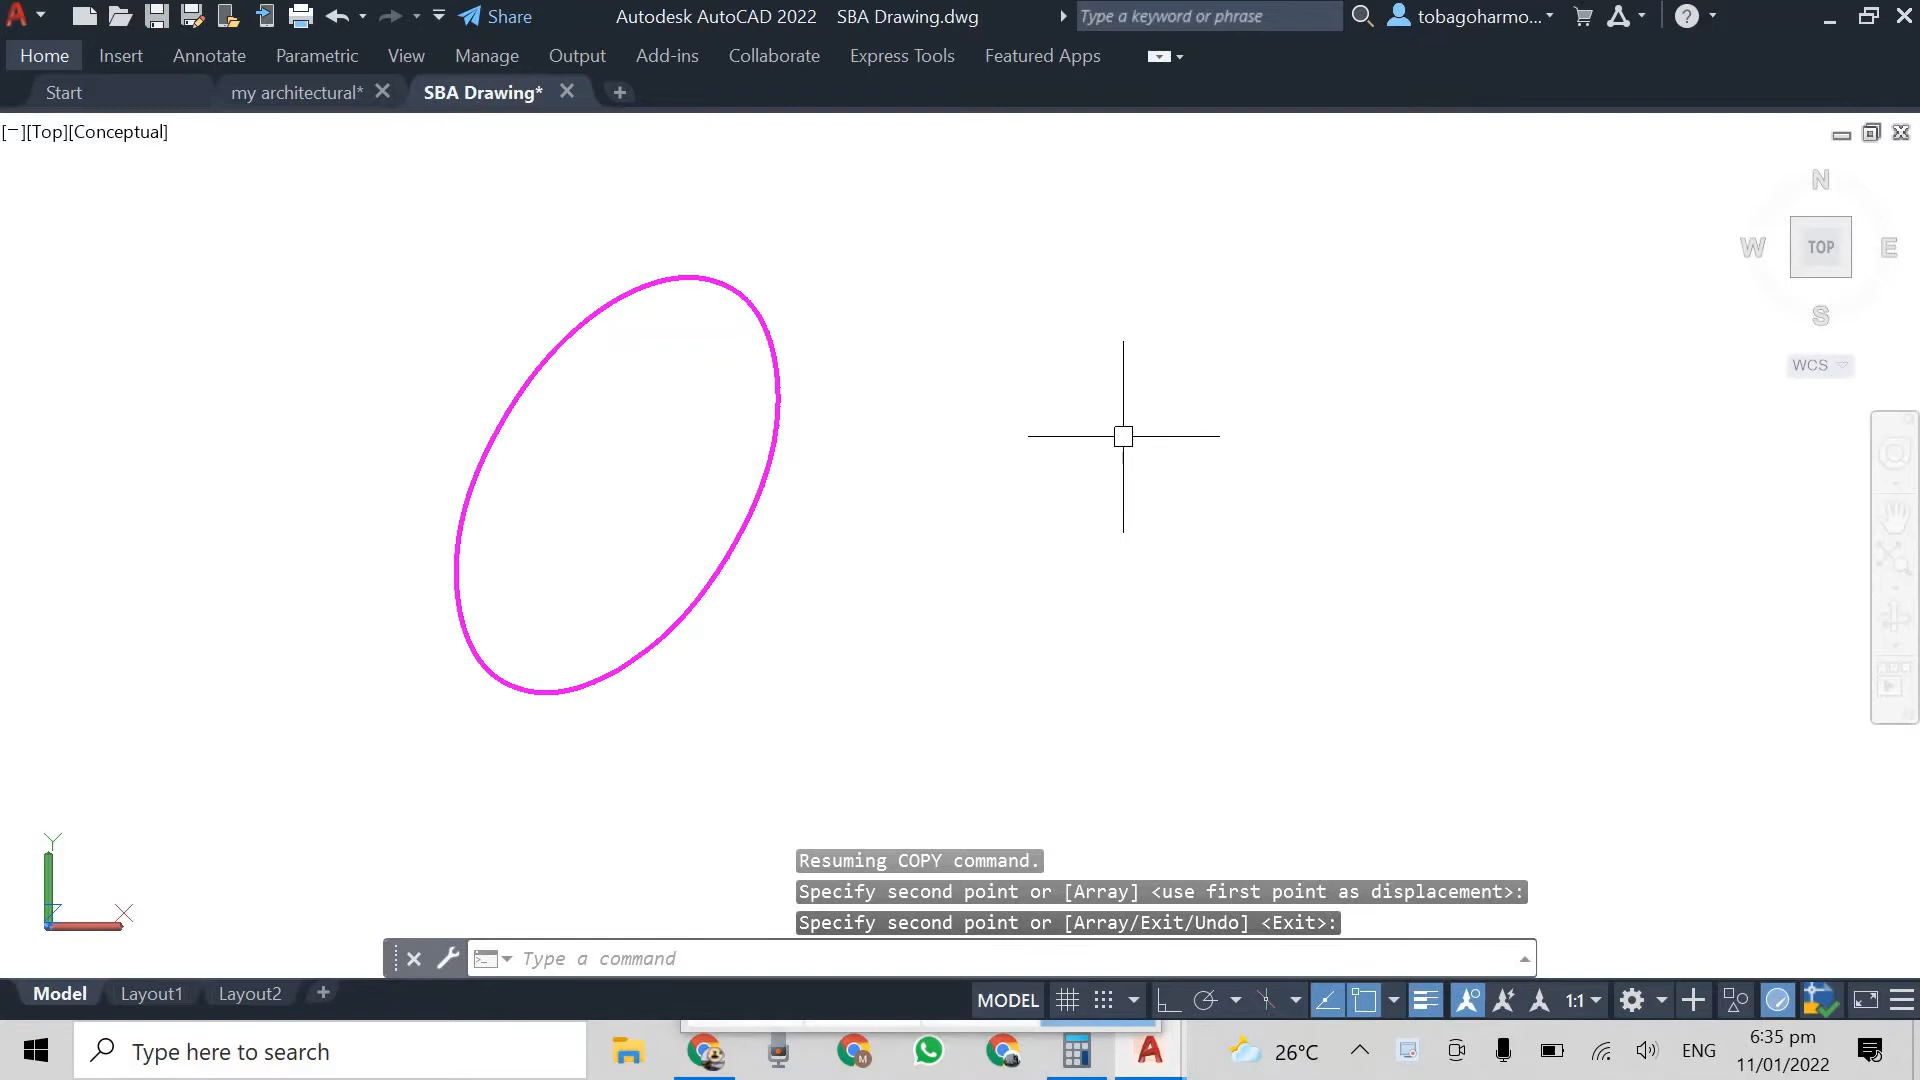 Share Autodesk AutoCAD 2022 SBA Drawing.dwg Type a keyword or phrase tobagoharmo...
Home Insert Annotate Parametric View Manage Output Add-ins Collaborate Express Tools Featured Apps
Start my architectural* SBA Drawing*
[−][Top][Conceptual]
N
W TOP E
S
WCS
Y
Z X
Resuming COPY command.
Specify second point or [Array] <use first point as displacement>:
Specify second point or [Array/Exit/Undo] <Exit>:
Type a command
Model Layout1 Layout2 MODEL 1:1
Type here to search 26°C ENG 6:35 pm
11/01/2022